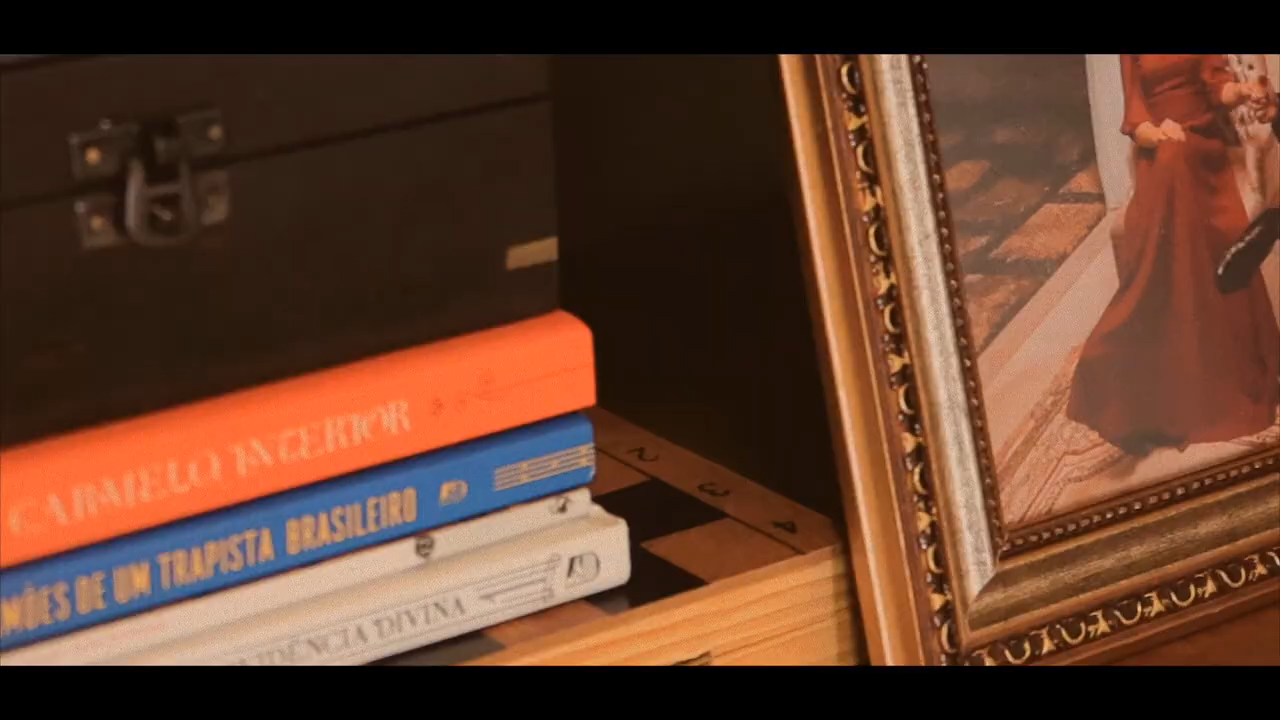 CARMELO INTERIOR
MÕES DE UM TRAPISTA BRASILEIRO
IDÊNCIA DIVINA
2
3
4